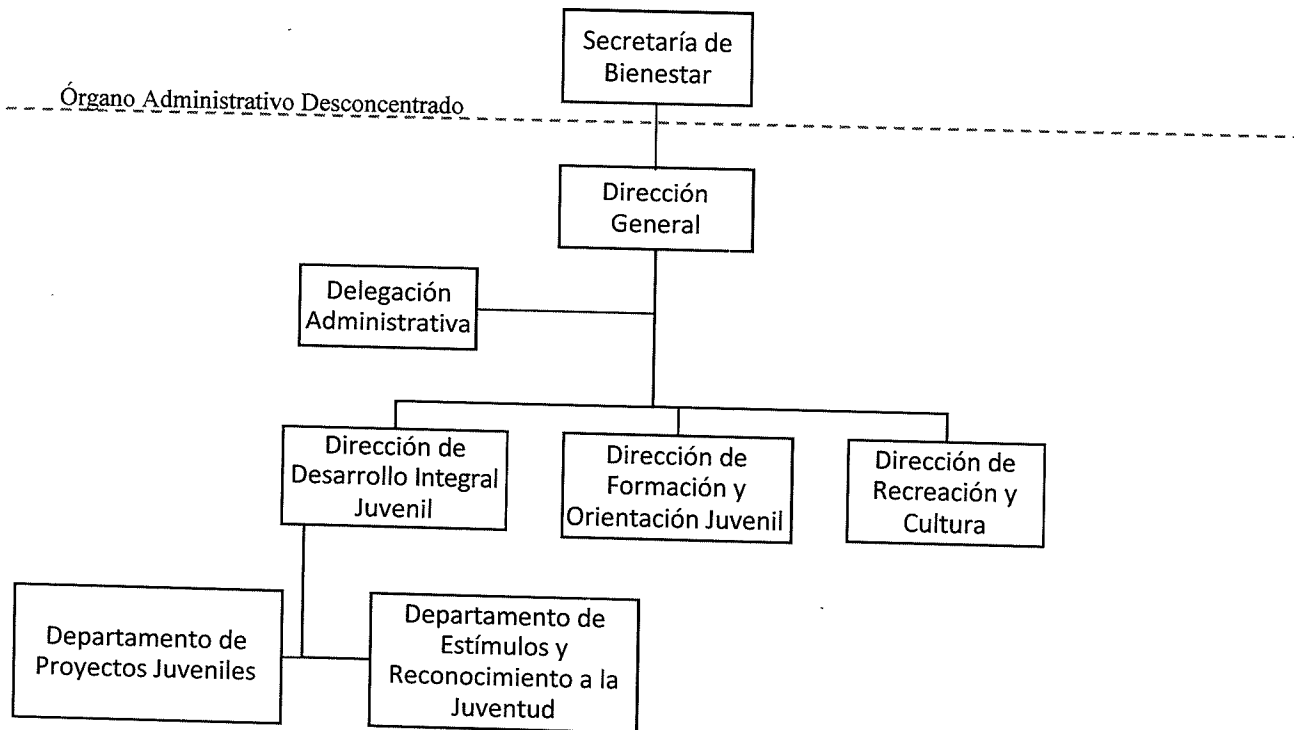 Secretaría de
Bienestar
Órgano Administrativo Desconcentrado
Dirección
General
Delegación
Administrativa
Dirección de
Desarrollo Integral
Juvenil
Dirección de
Formación y
Orientación Juvenil
Dirección de
Recreación y
Cultura
Departamento de
Proyectos Juveniles
Departamento de
Estímulos y
Reconocimiento a la
Juventud